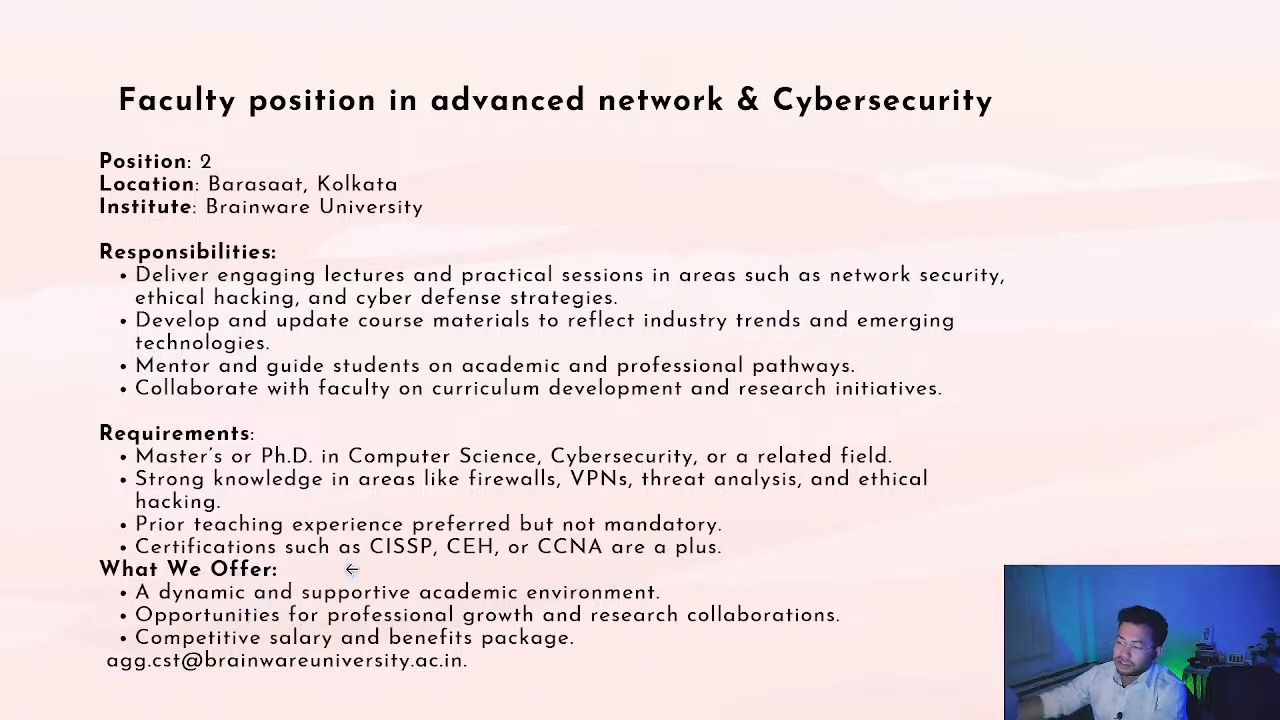 Faculty position in advanced network & Cybersecurity
Position: 2
Location: Barasaat, Kolkata
Institute: Brainware University
Responsibilities:
• Deliver engaging lectures and practical sessions in areas such as network security,
ethical hacking, and cyber defense strategies.
• Develop and update course materials to reflect industry trends and emerging
technologies.
• Mentor and guide students on academic and professional pathways.
• Collaborate with faculty on curriculum development and research initiatives.
Requirements:
• Master's or Ph.D. in Computer Science, Cybersecurity, or a related field.
• Strong knowledge in areas like firewalls, VPNs, threat analysis, and ethical
hacking.
• Prior teaching experience preferred but not mandatory.
• Certifications such as CISSP, CEH, or CCNA are a plus.
What We Offer:
• A dynamic and supportive academic environment.
• Opportunities for professional growth and research collaborations.
• Competitive salary and benefits package.
agg.cst@brainwareuniversity.ac.in.